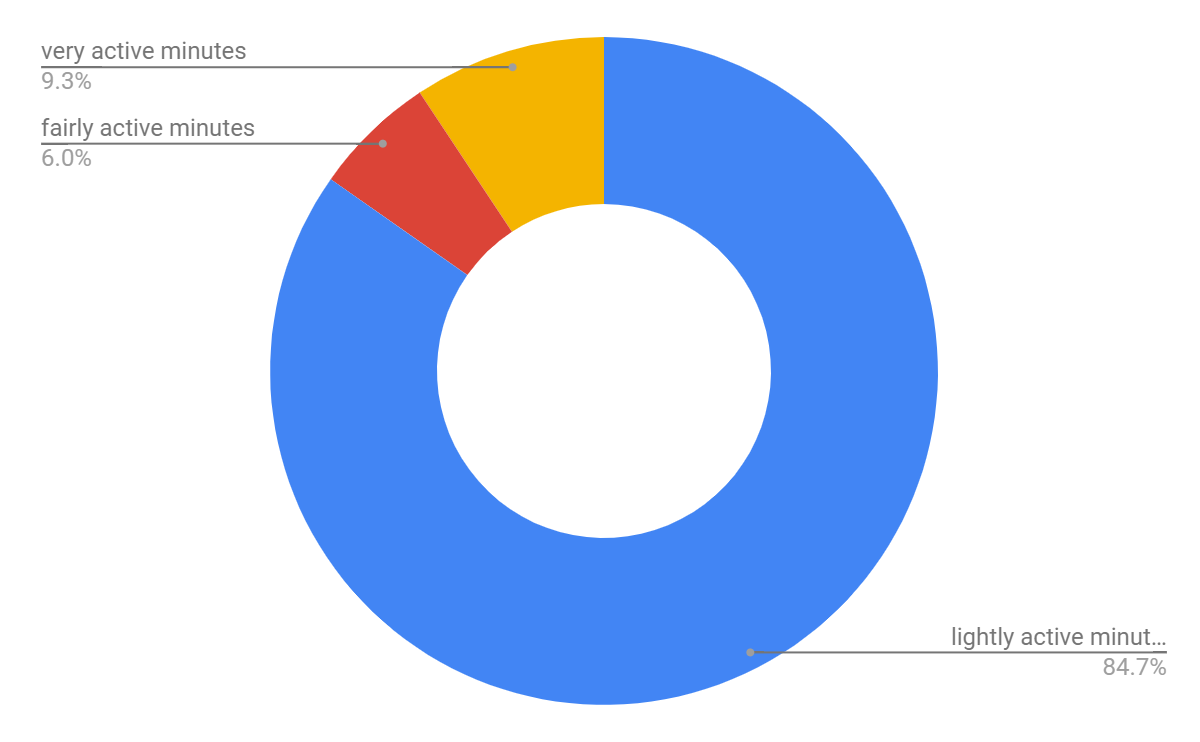 very active minutes
9.3%
fairly active minutes
6.0%
lightly active minut...
84.7%